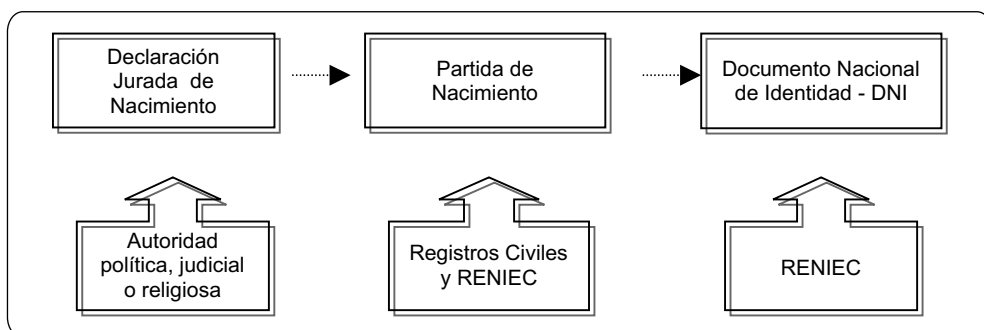 Declaración
Jurada de
Nacimiento
Partida de
Nacimiento
Documento Nacional
de Identidad - DNI
Autoridad
política, judicial
o religiosa
Registros Civiles
y RENIEC
RENIEC